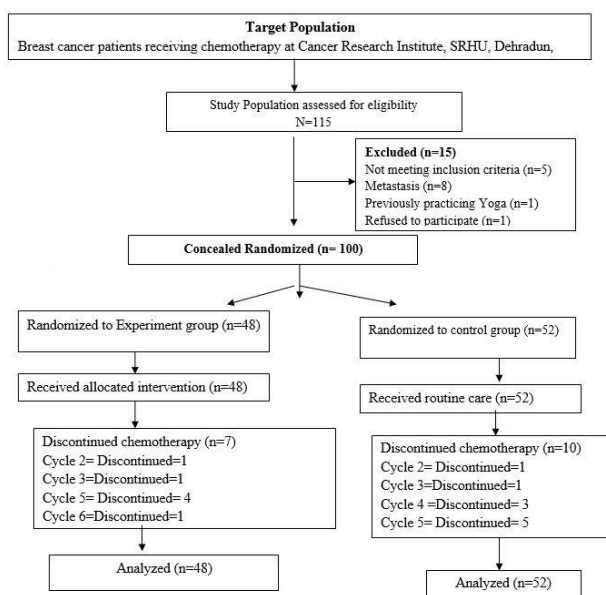 Target Population
Breast cancer patients receiving chemotherapy at Cancer Research Institute, SRHU, Dehradun,
Study Population assessed for eligibility
N=115
Excluded (n=15)
Not meeting inclusion criteria (n=5)
Metastasis (n=8)
Previously practicing Yoga (n=1)
Refused to participate (n=1)
Concealed Randomized (n= 100)
Randomized to Experiment group (n=48)
Received allocated intervention (n=48)
Discontinued chemotherapy (n=7)
Cycle 2= Discontinued=1
Cycle 3=Discontinued=1
Cycle 5= Discontinued= 4
Cycle 6=Discontinued=1
Analyzed (n=48)
Randomized to control group (n=52)
Received routine care (n=52)
Discontinued chemotherapy (n=10)
Cycle 2= Discontinued=1
Cycle 3=Discontinued=1
Cycle 4 =Discontinued= 3
Cycle 5= Discontinued= 5
Analyzed (n=52)